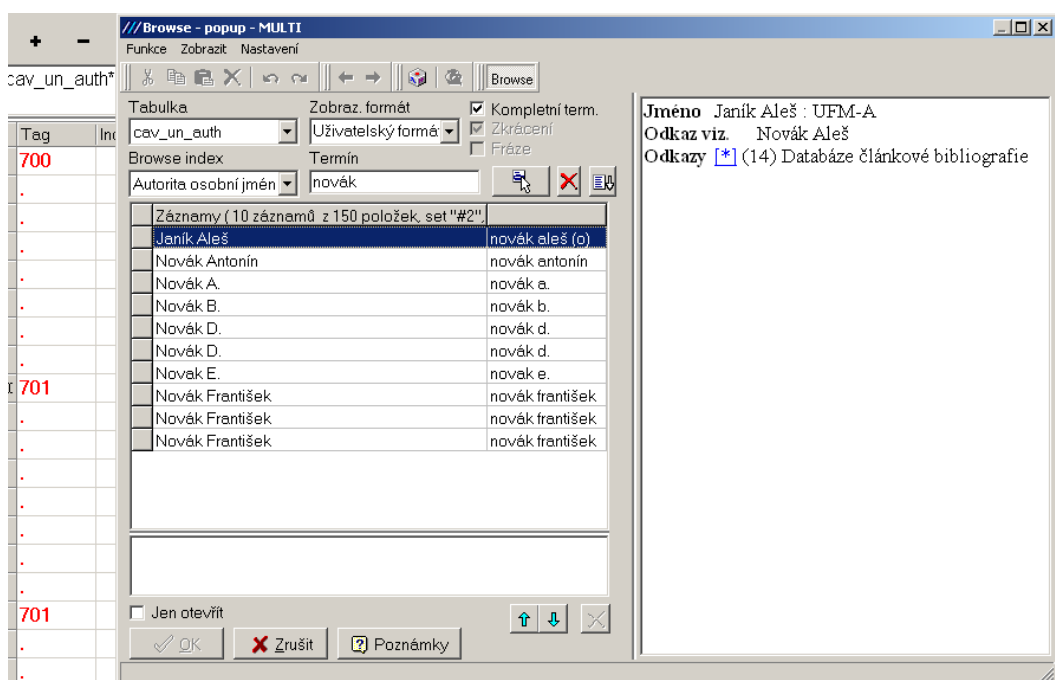 ///Browse - popup - MULTI
Funkce Zobrazit Nastavení
+ -
cav_un_auth*
Browse
Tabulka Zobraz. formát Kompletní term.
cav_un_auth Uživatelský formá Zkrácení
Fráze
Browse index Termín
Autorita osobní jmén novák
Tag Ind
700
701
701
Záznamy ( 10 záznamů z 150 položek, set "#2",
Janík Aleš novák aleš (o)
Novák Antonín novák antonín
Novák A. novák a.
Novák B. novák b.
Novák D. novák d.
Novák D. novák d.
Novak E. novak e.
Novák František novák františek
Novák František novák františek
Novák František novák františek
Jen otevřít
OK Zrušit Poznámky
Jméno Janík Aleš : UFM-A
Odkaz viz. Novák Aleš
Odkazy [*] (14) Databáze článkové bibliografie